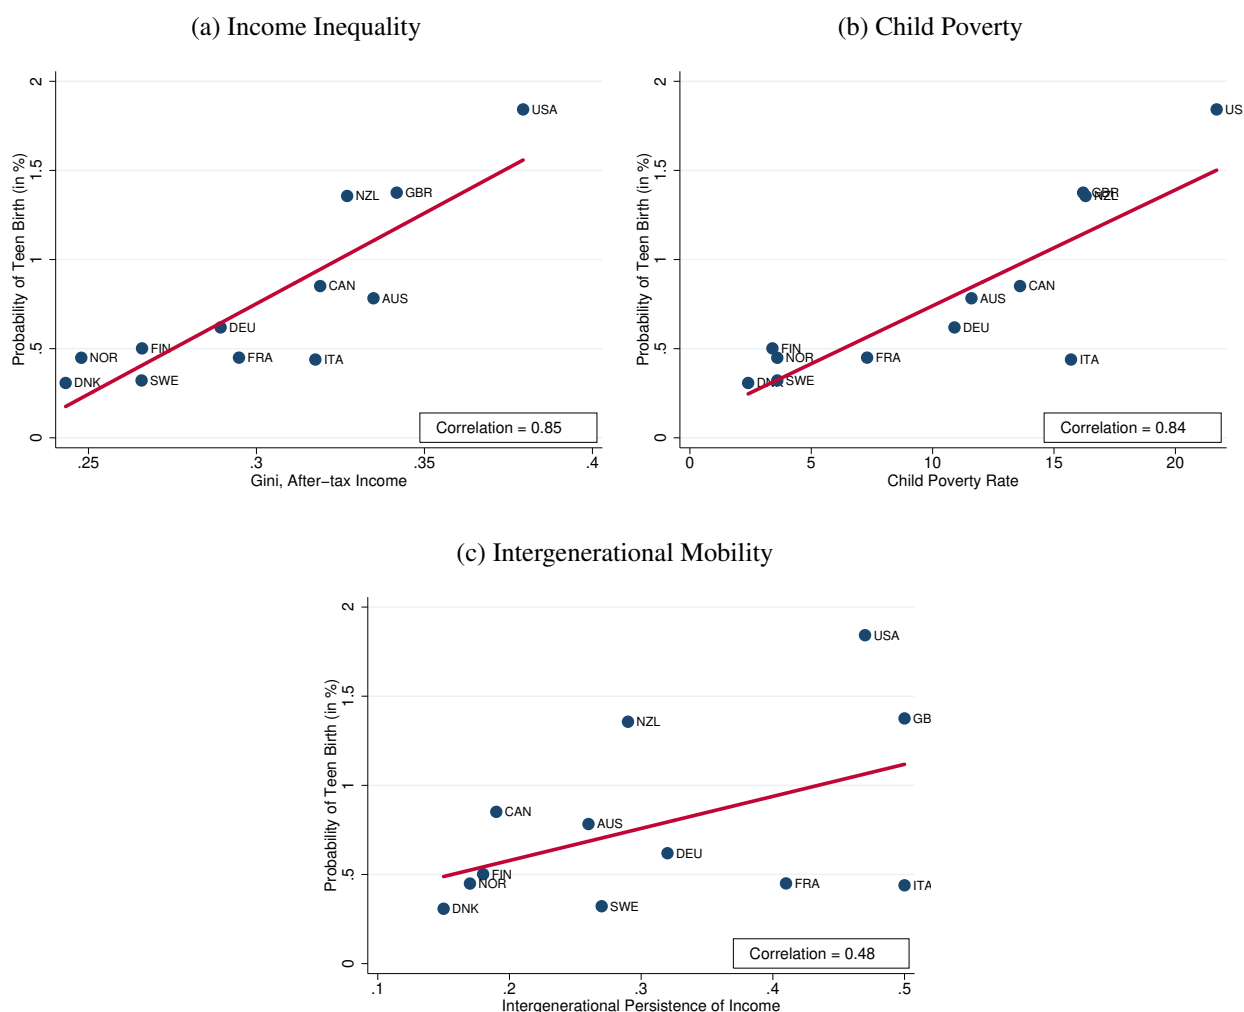 (a) Income Inequality
Probability of Teen Birth (in %)
2
1.5
1
.5
0
USA
NZL
GBR
CAN
AUS
DEU
FIN
NOR
FRA
ITA
DNK
SWE
Correlation = 0.85
.25
.3
.35
.4
Gini, After−tax Income
(b) Child Poverty
Probability of Teen Birth (in %)
2
1.5
1
.5
0
US
GBR
NZL
CAN
AUS
DEU
FIN
NOR
FRA
ITA
DNK
SWE
Correlation = 0.84
0
5
10
15
20
Child Poverty Rate
(c) Intergenerational Mobility
Probability of Teen Birth (in %)
2
1.5
1
.5
0
USA
GB
NZL
CAN
AUS
DEU
FIN
NOR
FRA
ITA
DNK
SWE
Correlation = 0.48
.1
.2
.3
.4
.5
Intergenerational Persistence of Income